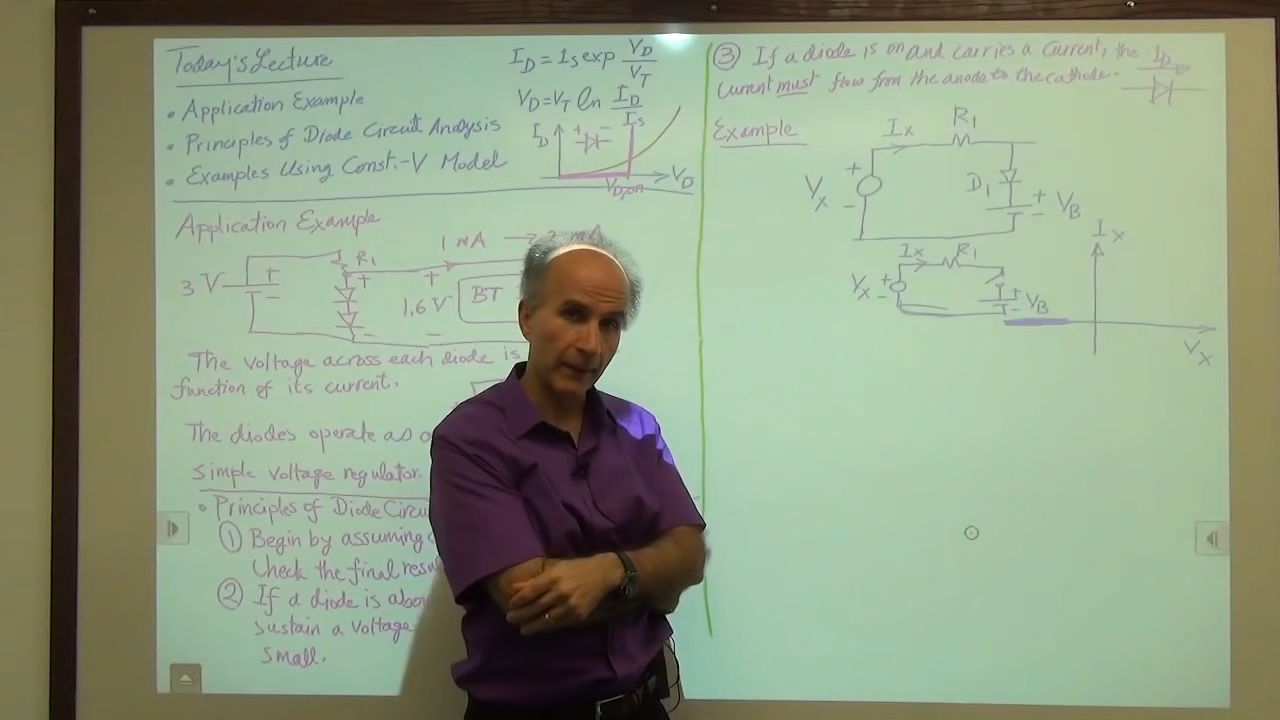 Today's Lecture
• Application Example
• Principles of Diode Circuit Analysis
• Examples Using Const.-V Model
I_D = I_S exp V_D/V_T
V_D = V_T ln I_D/I_S
I_D
+ −
V_D,on
V_D
Application Example
3 V
+
−
R1
+
−
1 mA →
+
1.6 V
−
BT
The voltage across each diode is
function of its current.
The diodes operate as
simple voltage regulator.
• Principles of Diode Circu
① Begin by assuming
Check the final resu
② If a diode is abo
sustain a voltage
small.
③ If a diode is on and carries a current, the
current must flow from the anode to the cathode.
I_D
Example
I_X
R1
+
V_X
−
D1
+
−
V_B
I_X
R1
V_X
+
−
+
−
V_B
I_X
V_X